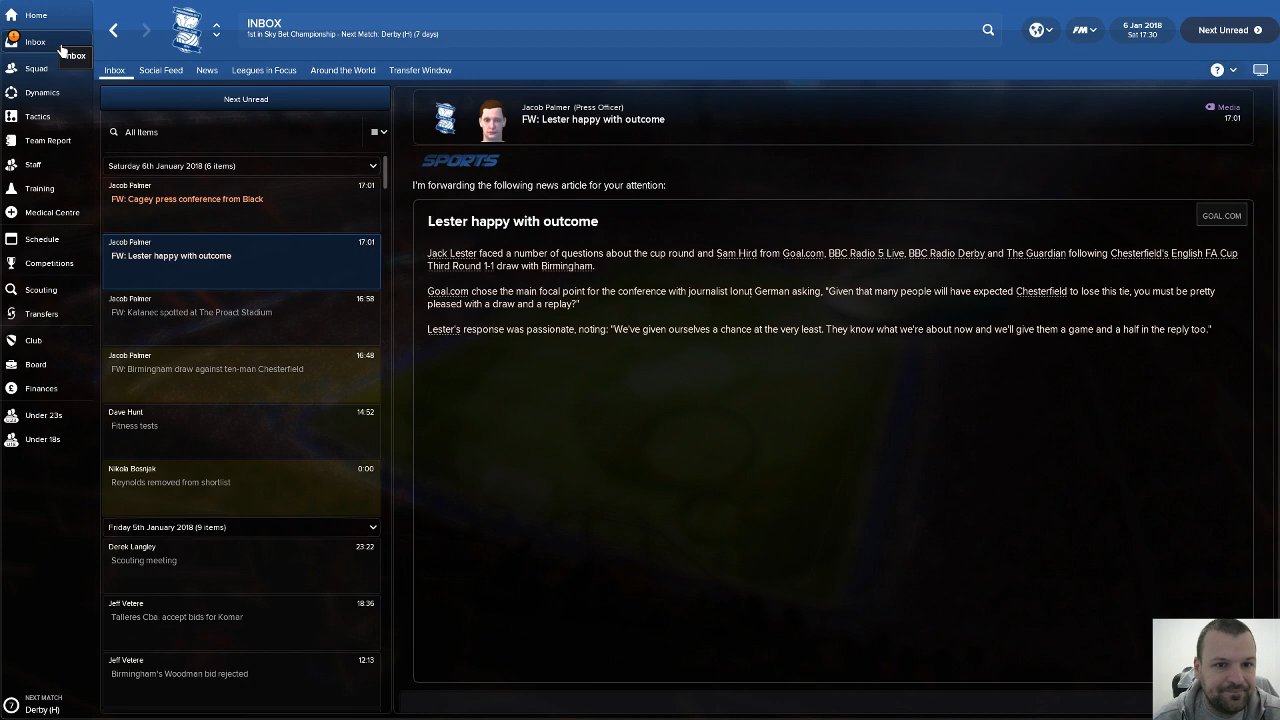 Home
Inbox
Inbox
Squad
Dynamics
Tactics
Team Report
Staff
Training
Medical Centre
Schedule
Competitions
Scouting
Transfers
Club
Board
Finances
Under 23s
Under 18s
NEXT MATCH
7 Derby (H)
INBOX
1st in Sky Bet Championship - Next Match: Derby (H) (7 days)
FM
6 Jan 2018
Sat 17:30
Next Unread
Inbox Social Feed News Leagues in Focus Around the World Transfer Window
?
Next Unread
All Items
Saturday 6th January 2018 (6 items)
Jacob Palmer 17:01
FW: Cagey press conference from Black
Jacob Palmer 17:01
FW: Lester happy with outcome
Jacob Palmer 16:58
FW: Katanec spotted at The Proact Stadium
Jacob Palmer 16:48
FW: Birmingham draw against ten-man Chesterfield
Dave Hunt 14:52
Fitness tests
Nikola Bosnjak 0:00
Reynolds removed from shortlist
Friday 5th January 2018 (9 items)
Derek Langley 23:22
Scouting meeting
Jeff Vetere 18:36
Talleres Cba. accept bids for Komar
Jeff Vetere 12:13
Birmingham's Woodman bid rejected
Jacob Palmer (Press Officer)
FW: Lester happy with outcome
Media
17:01
SPORTS
I'm forwarding the following news article for your attention:
Lester happy with outcome
GOAL.COM
Jack Lester faced a number of questions about the cup round and Sam Hird from Goal.com, BBC Radio 5 Live, BBC Radio Derby and The Guardian following Chesterfield's English FA Cup
Third Round 1-1 draw with Birmingham.
Goal.com chose the main focal point for the conference with journalist Ionuț German asking, "Given that many people will have expected Chesterfield to lose this tie, you must be pretty
pleased with a draw and a replay?"
Lester's response was passionate, noting: "We've given ourselves a chance at the very least. They know what we're about now and we'll give them a game and a half in the reply too."